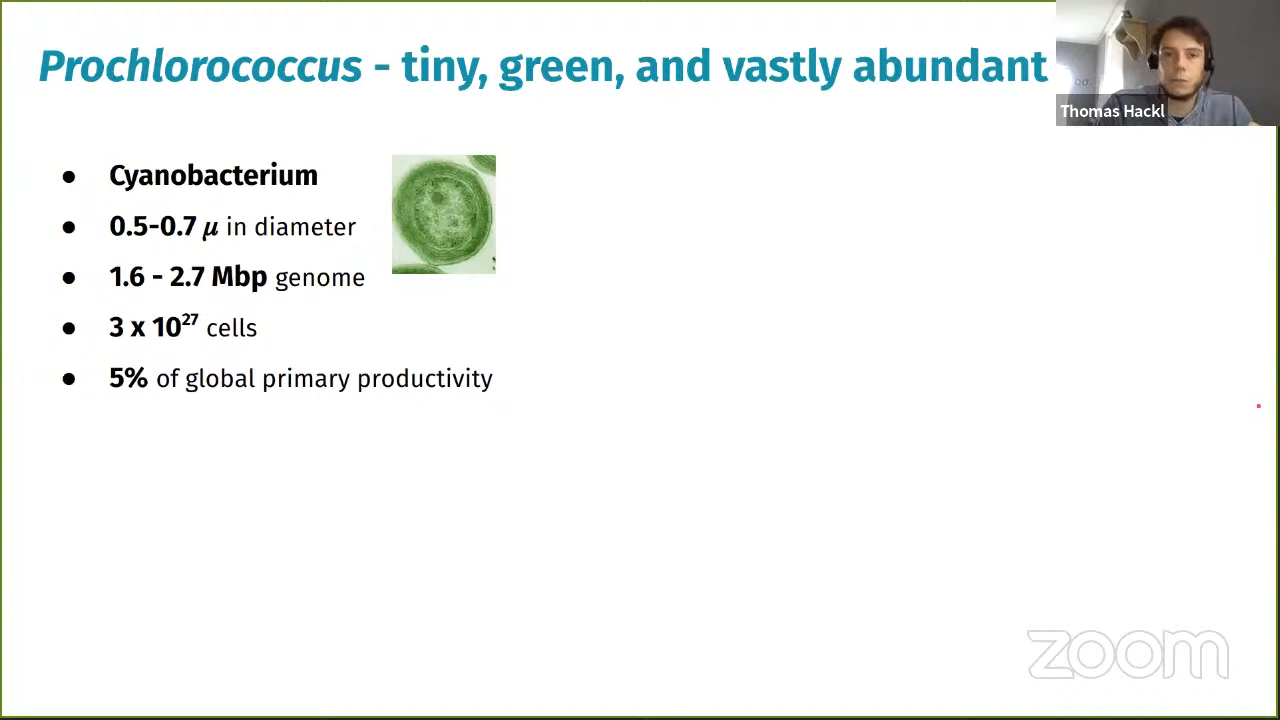 Prochlorococcus - tiny, green, and vastly abundant
Thomas Hackl
● Cyanobacterium
● 0.5-0.7 μ in diameter
● 1.6 - 2.7 Mbp genome
● 3 x 10²⁷ cells
● 5% of global primary productivity
zoom